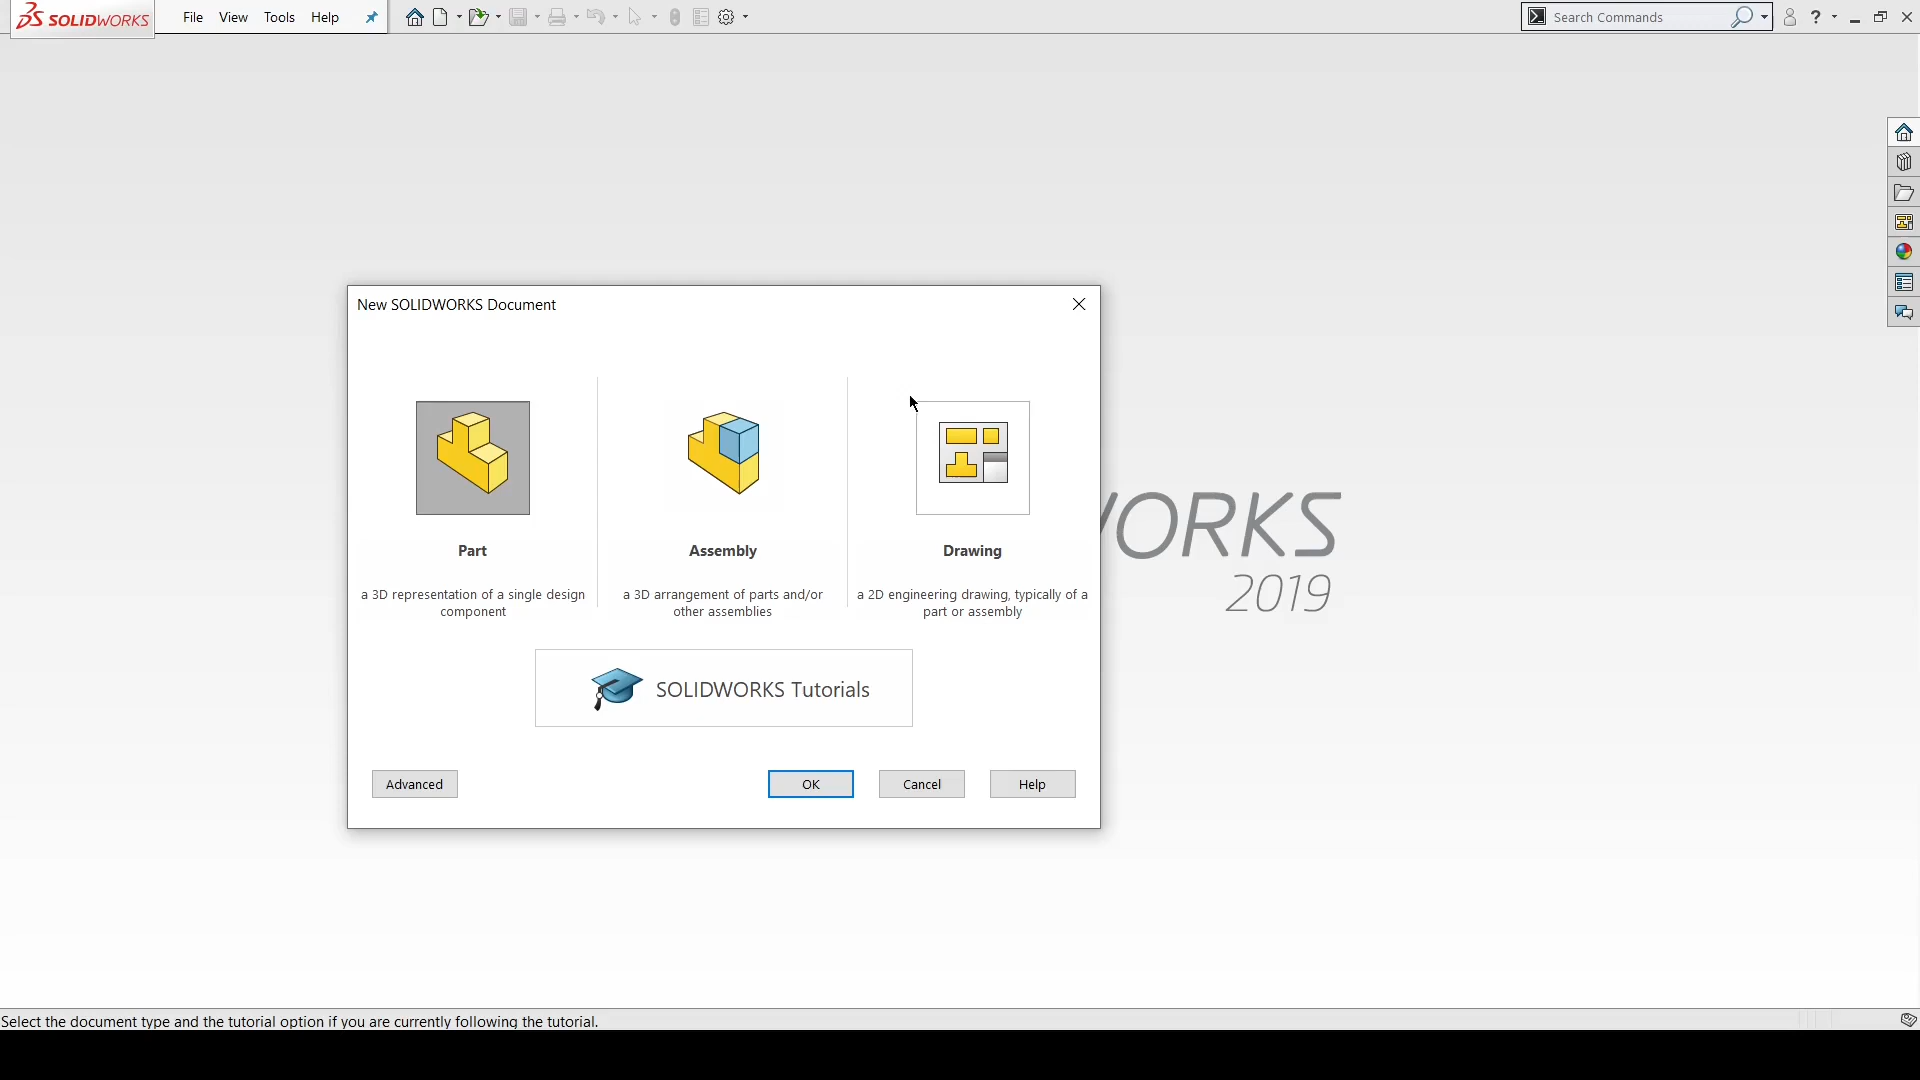 SOLIDWORKS File View Tools Help Search Commands ?
New SOLIDWORKS Document
Part Assembly Drawing
a 3D representation of a single design component
a 3D arrangement of parts and/or other assemblies
a 2D engineering drawing, typically of a part or assembly
WORKS
2019
SOLIDWORKS Tutorials
Advanced OK Cancel Help
Select the document type and the tutorial option if you are currently following the tutorial.